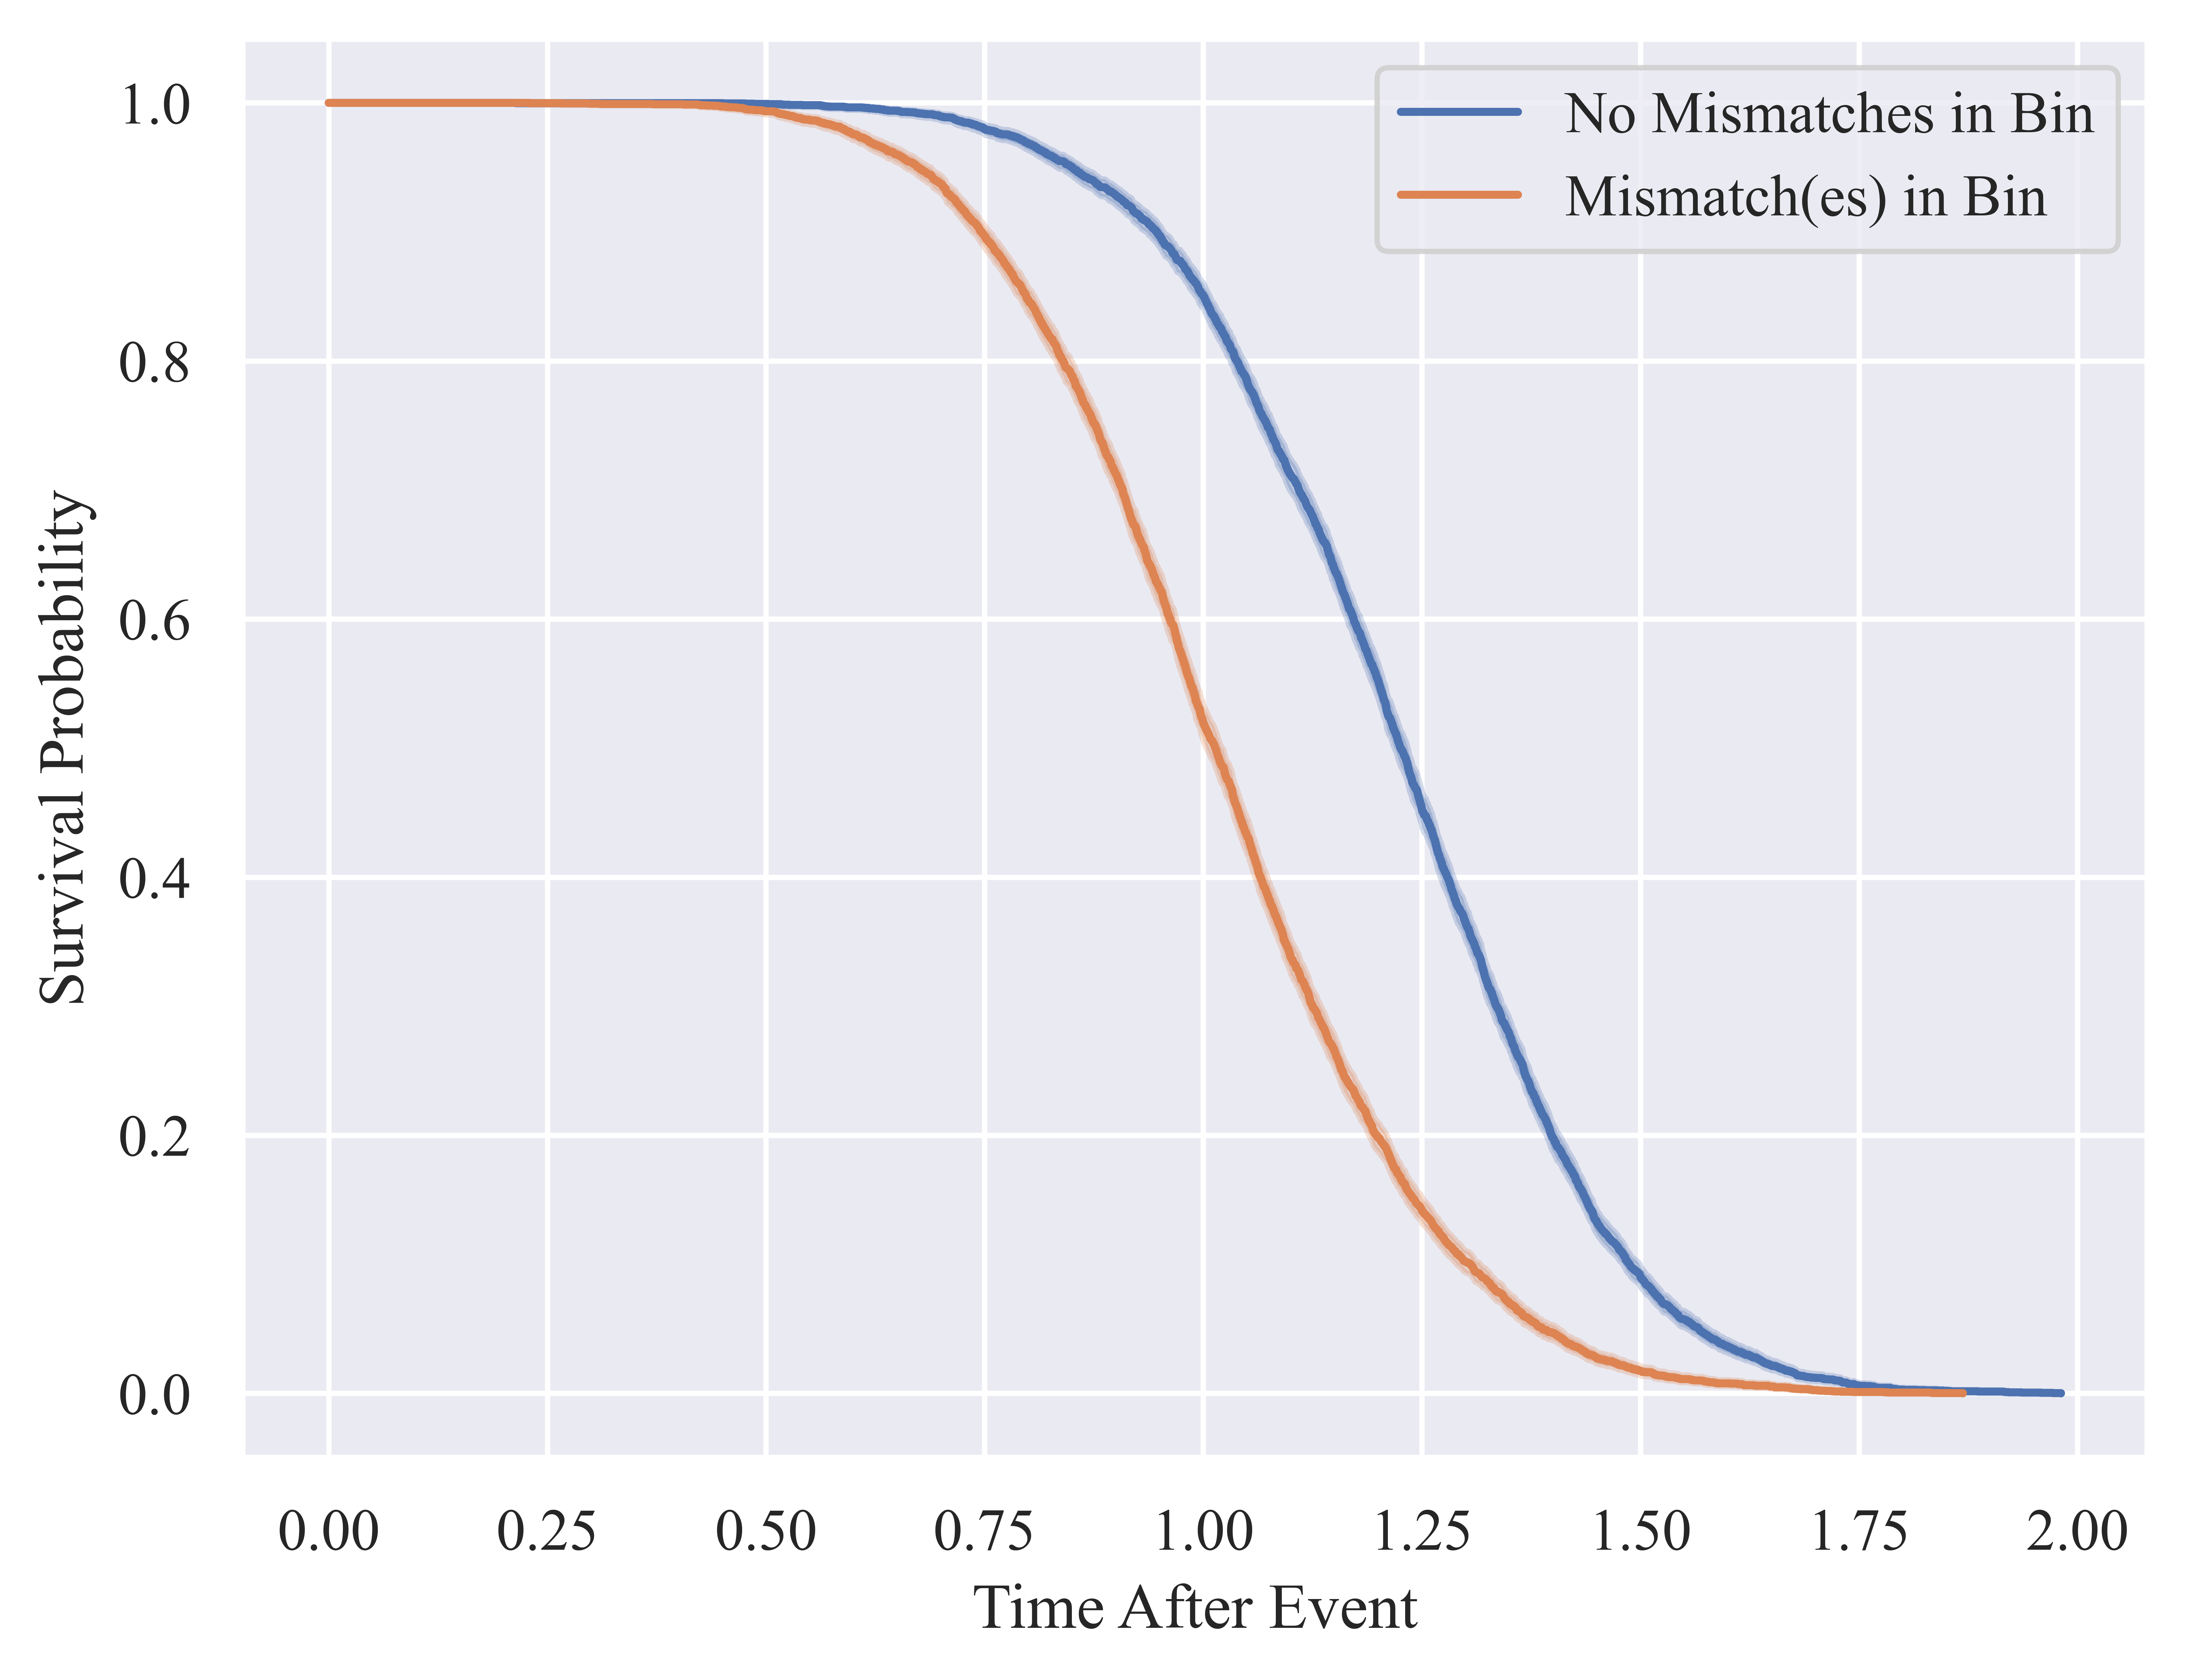 No Mismatches in Bin
Mismatch(es) in Bin
1.0
0.8
0.6
0.4
0.2
0.0
Survival Probability
0.00 0.25 0.50 0.75 1.00 1.25 1.50 1.75 2.00
Time After Event